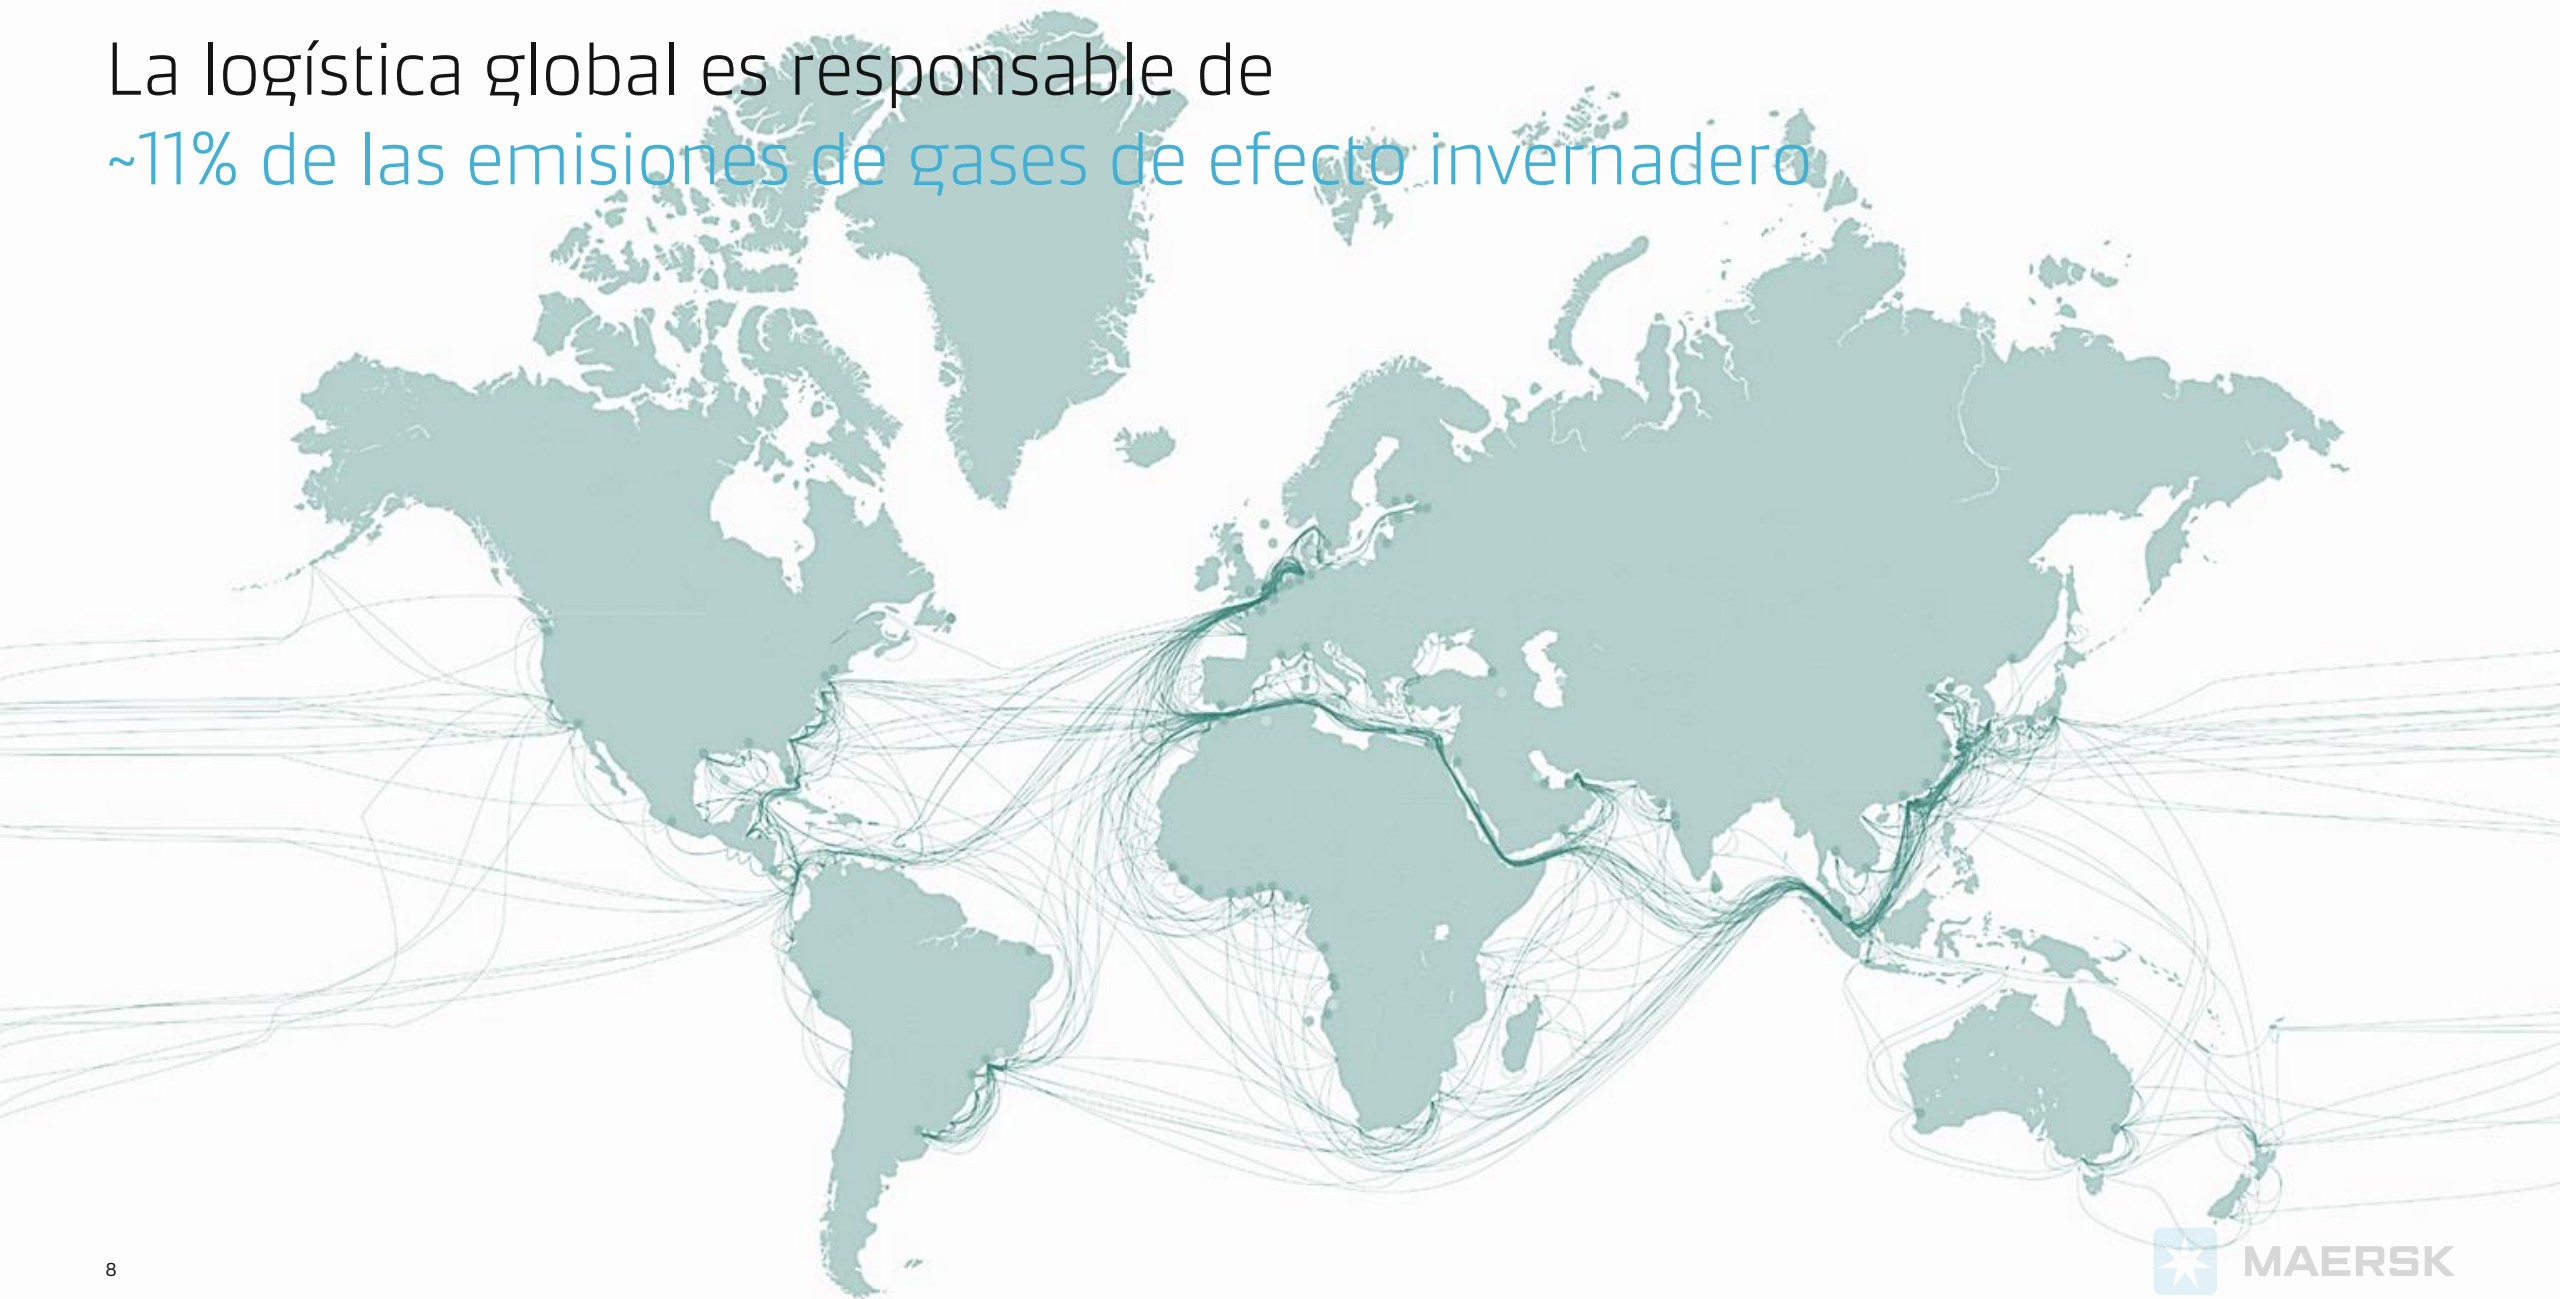 La logística global es responsable de
~11% de las emisiones de gases de efecto invernadero
8
MAERSK